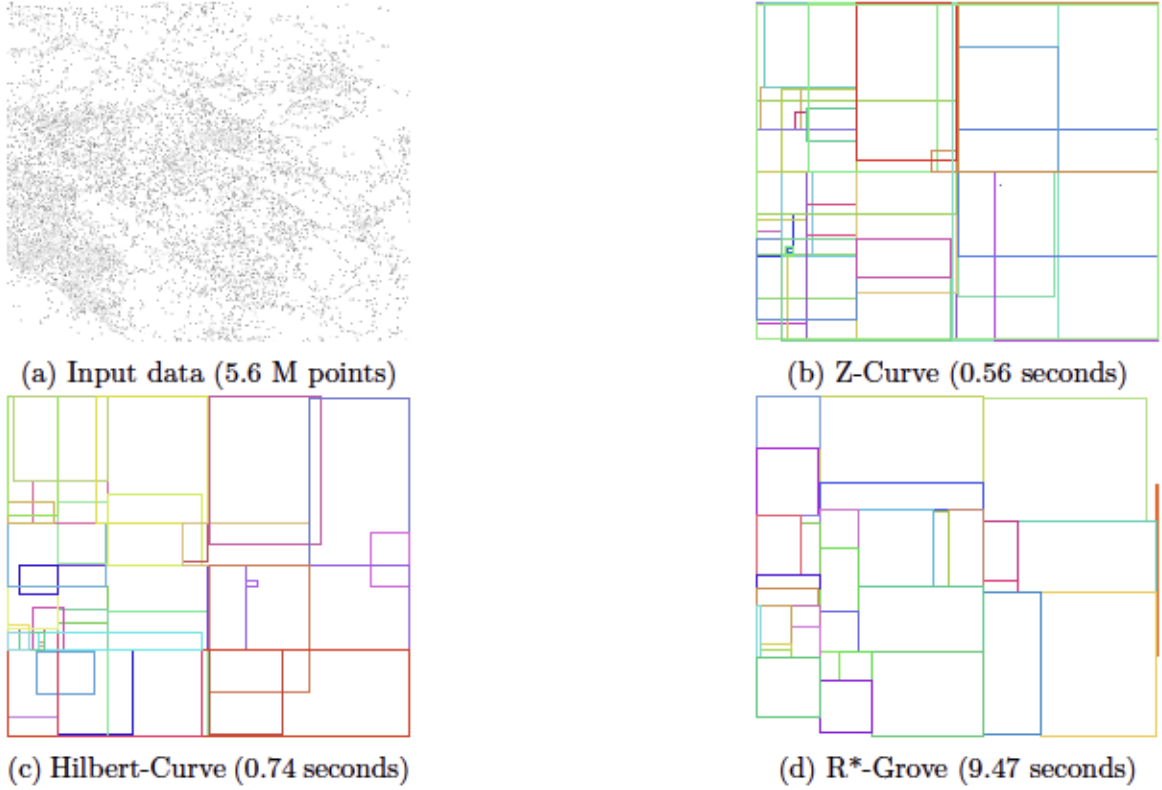 (a) Input data (5.6 M points)
(b) Z-Curve (0.56 seconds)
(c) Hilbert-Curve (0.74 seconds)
(d) R*-Grove (9.47 seconds)